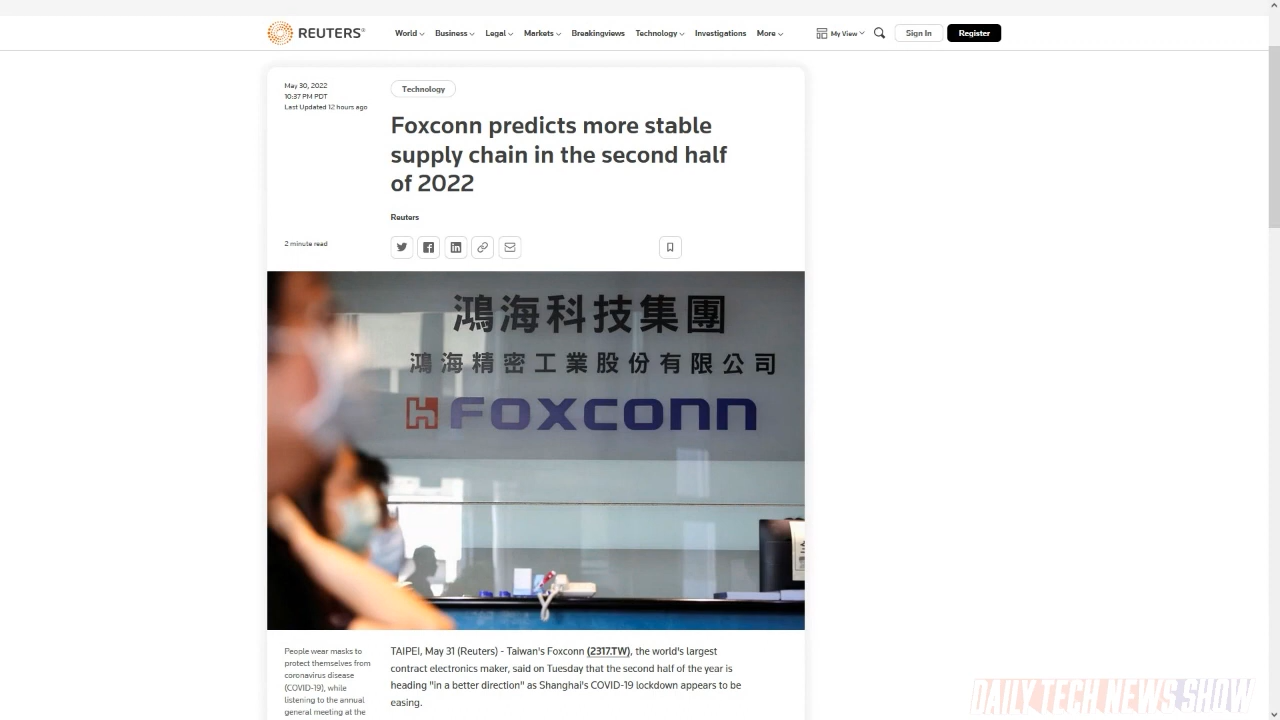 REUTERS®
World
Business
Legal
Markets
Breakingviews
Technology
Investigations
More
My View
Sign In
Register
May 30, 2022
10:37 PM PDT
Last Updated 12 hours ago
Technology
Foxconn predicts more stable
supply chain in the second half
of 2022
Reuters
2 minute read
鴻海科技集團
鴻海精密工業股份有限公司
FOXCONN
People wear masks to
protect themselves from
coronavirus disease
(COVID-19), while
listening to the annual
general meeting at the
TAIPEI, May 31 (Reuters) - Taiwan's Foxconn (2317.TW), the world's largest
contract electronics maker, said on Tuesday that the second half of the year is
heading "in a better direction" as Shanghai's COVID-19 lockdown appears to be
easing.
DAILY TECH NEWS SHOW